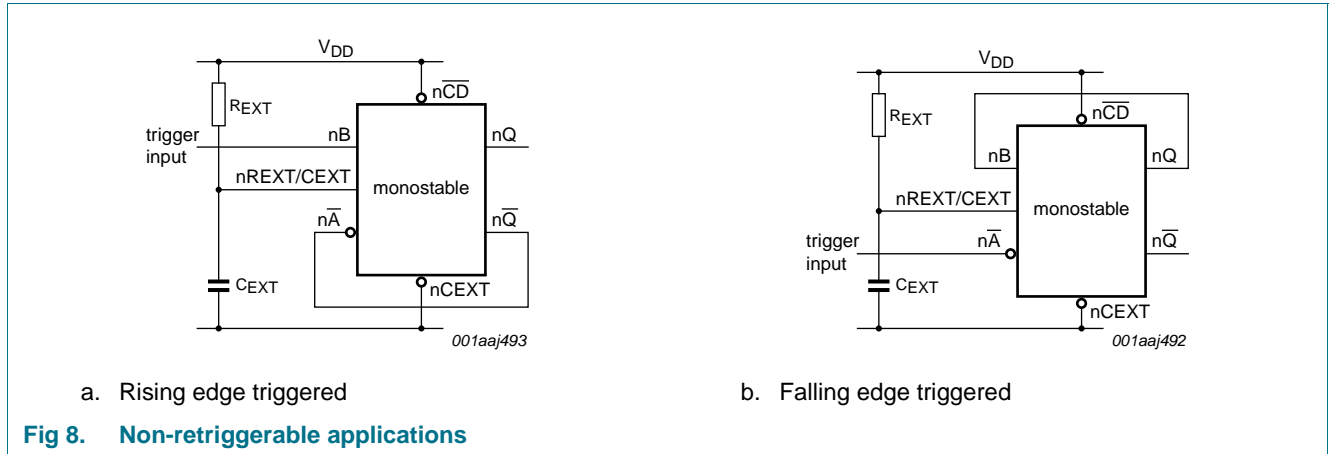 VDD
nCD
REXT
trigger
input
nB
nQ
nREXT/CEXT
monostable
nA
nQ
CEXT
nCEXT
001aaj493
a. Rising edge triggered
VDD
nCD
REXT
nB
nQ
nREXT/CEXT
monostable
trigger
input
nA
nQ
CEXT
nCEXT
001aaj492
b. Falling edge triggered
Fig 8. Non-retriggerable applications